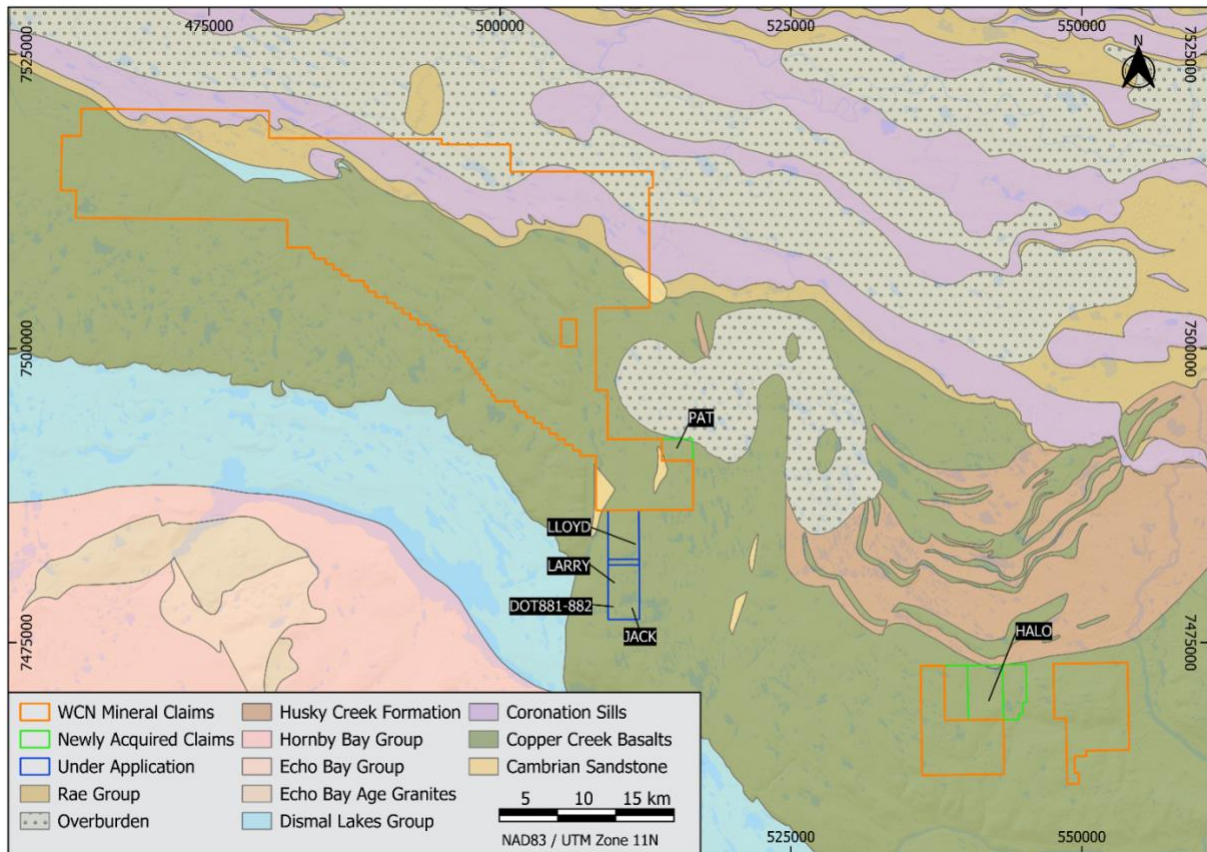 475000
500000
525000
550000
7525000
7525000
N
7500000
7500000
PAT
LLOYD
LARRY
DOT881-882
JACK
HALO
7475000
7475000
WCN Mineral Claims
Newly Acquired Claims
Under Application
Rae Group
Overburden
Husky Creek Formation
Hornby Bay Group
Echo Bay Group
Echo Bay Age Granites
Dismal Lakes Group
Coronation Sills
Copper Creek Basalts
Cambrian Sandstone
5 10 15 km
NAD83 / UTM Zone 11N
525000
550000